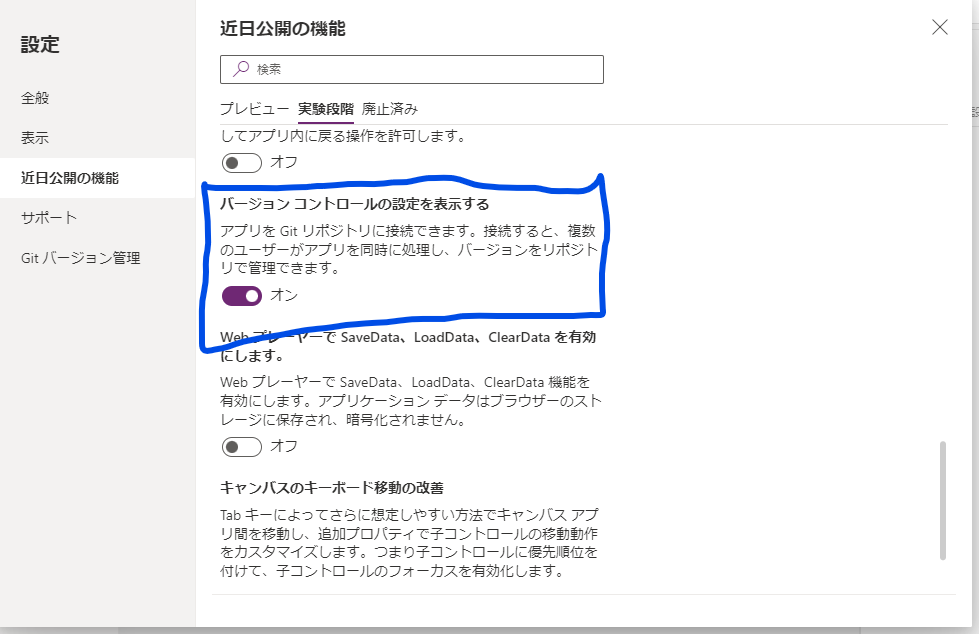 設定
全般
表示
近日公開の機能
サポート
Git バージョン管理
近日公開の機能
検索
プレビュー 実験段階 廃止済み
してアプリ内に戻る操作を許可します。
オフ
バージョン コントロールの設定を表示する
アプリを Git リポジトリに接続できます。接続すると、複数
のユーザーがアプリを同時に処理し、バージョンをリポジト
リで管理できます。
オン
Web プレーヤーで SaveData、LoadData、ClearData を有効
にします。
Web プレーヤーで SaveData、LoadData、ClearData 機能を
有効にします。アプリケーション データはブラウザーのスト
レージに保存され、暗号化されません。
オフ
キャンバスのキーボード移動の改善
Tab キーによってさらに想定しやすい方法でキャンバス アプ
リ間を移動し、追加プロパティで子コントロールの移動動作
をカスタマイズします。つまり子コントロールに優先順位を
付けて、子コントロールのフォーカスを有効化します。